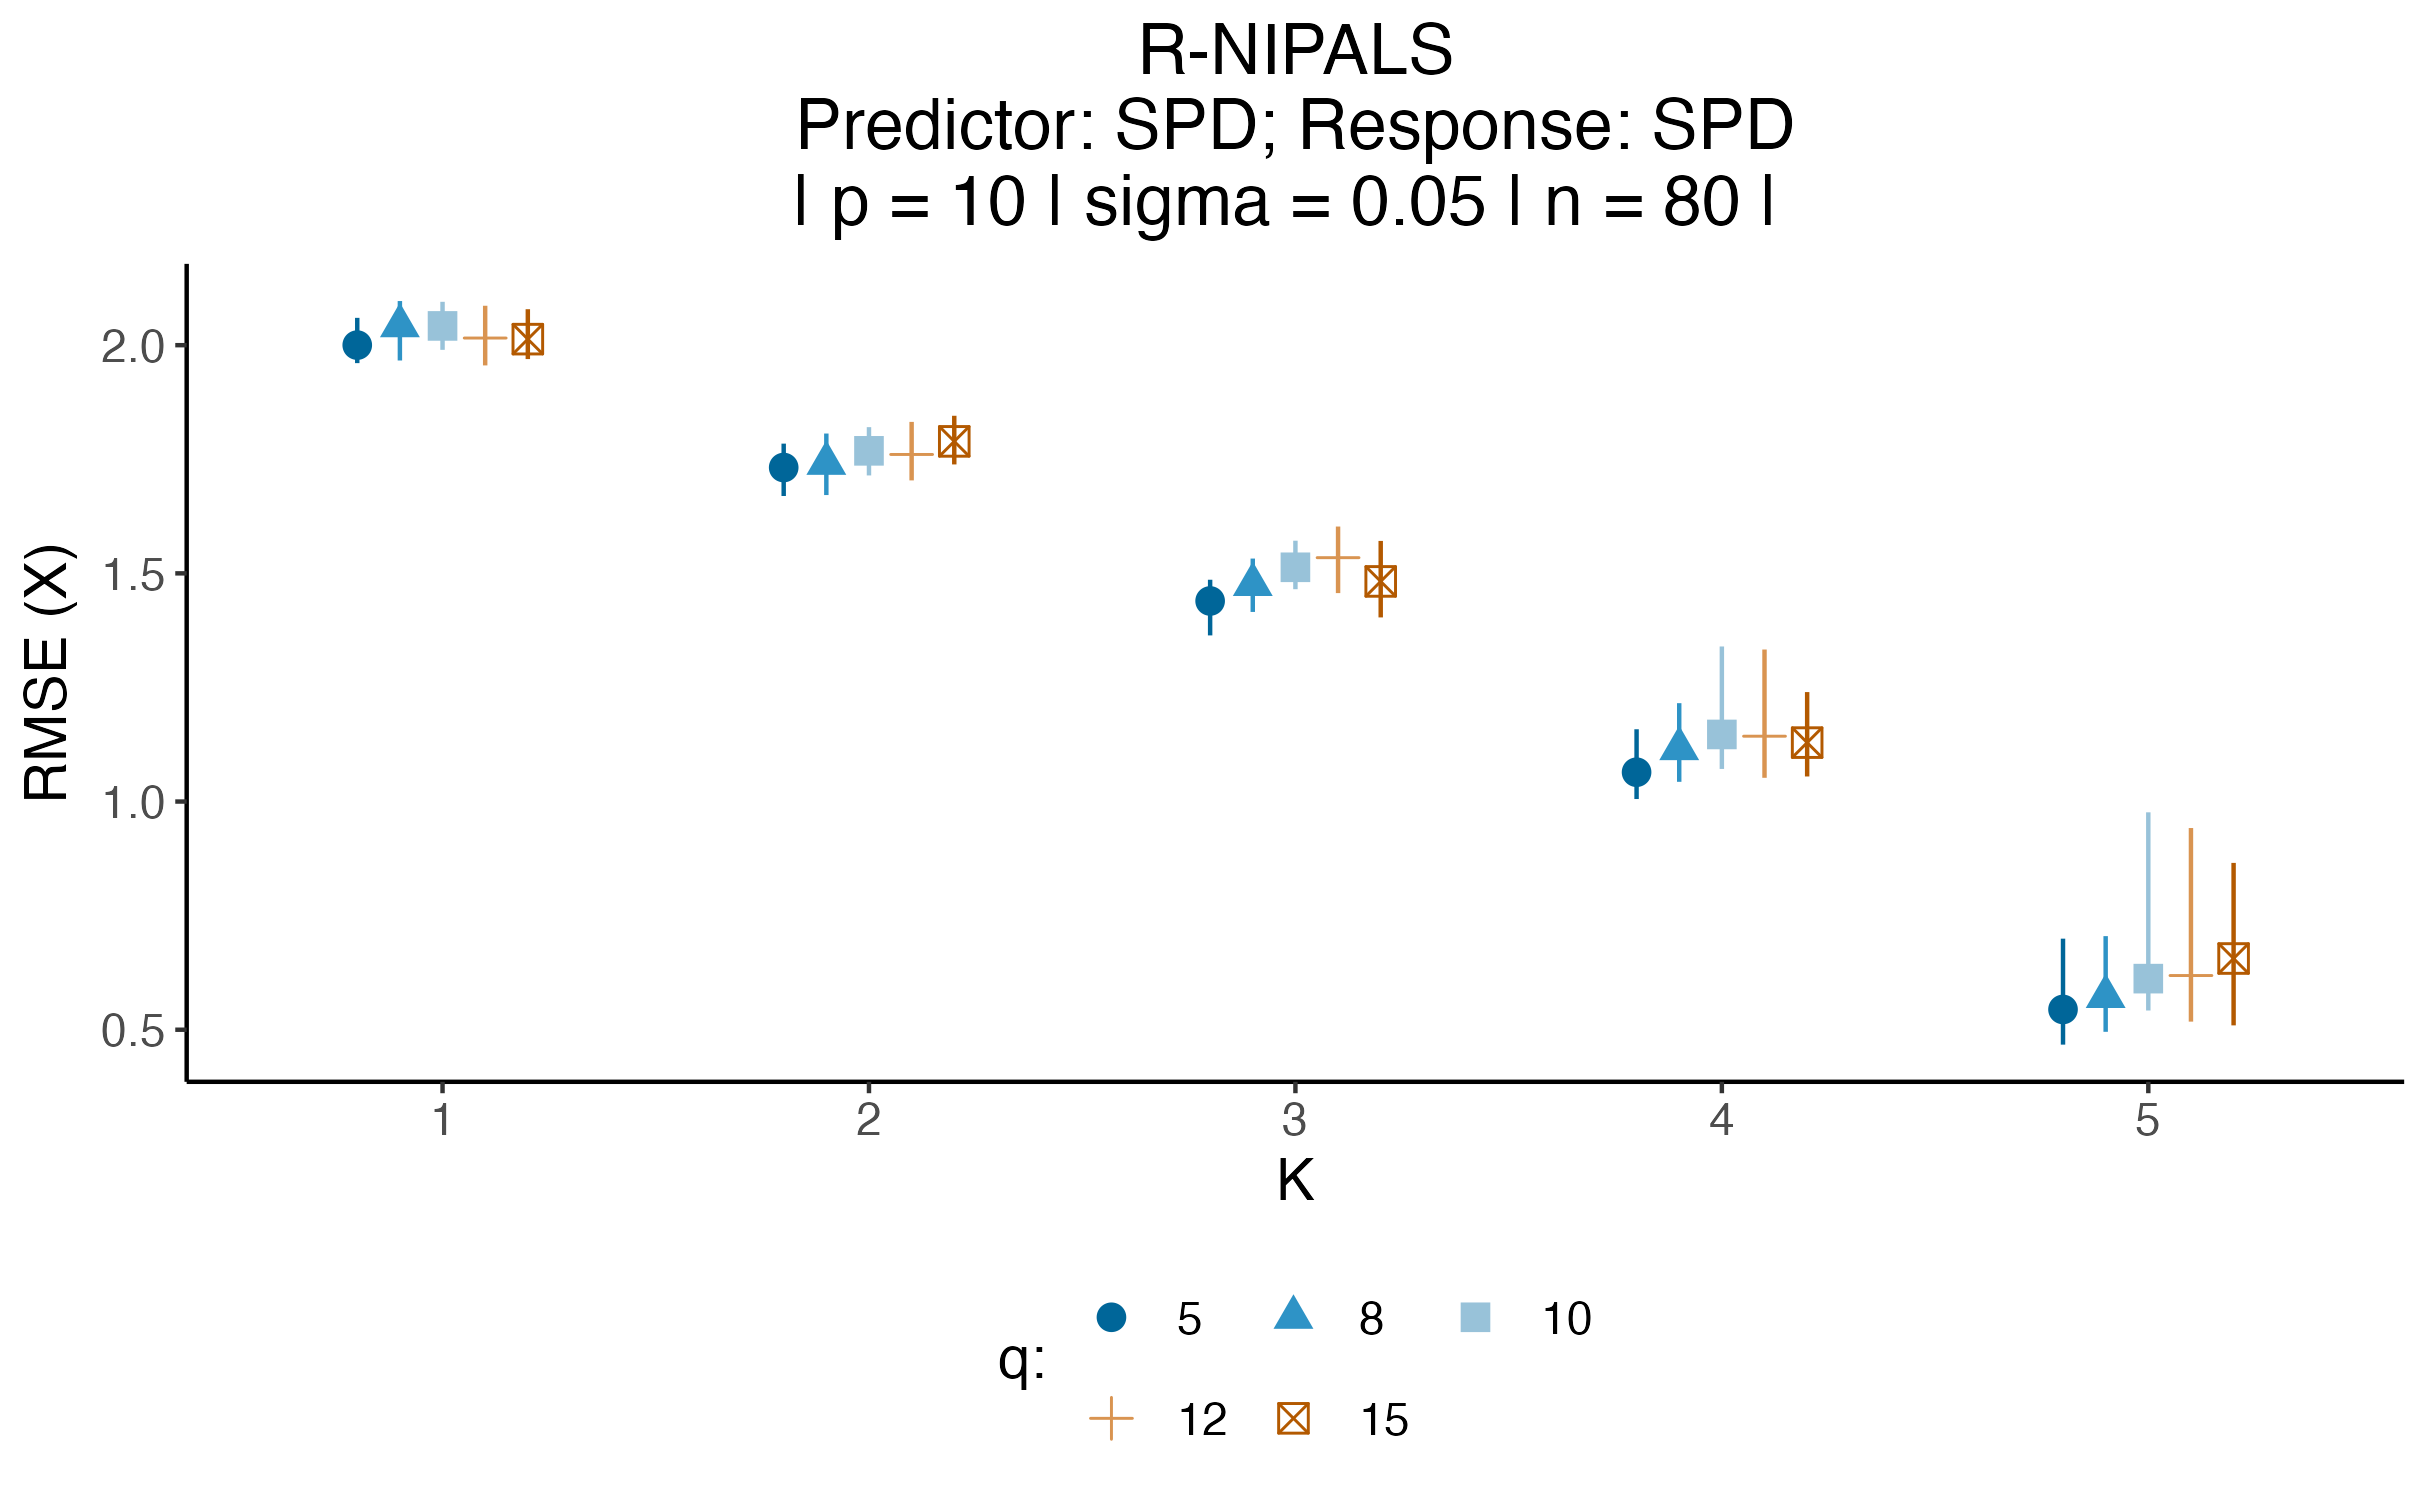 R-NIPALS
Predictor: SPD; Response: SPD
| p = 10 | sigma = 0.05 | n = 80 |
RMSE (X)
2.0
1.5
1.0
0.5
1 2 3 4 5
K
q:
5 8 10
12 15